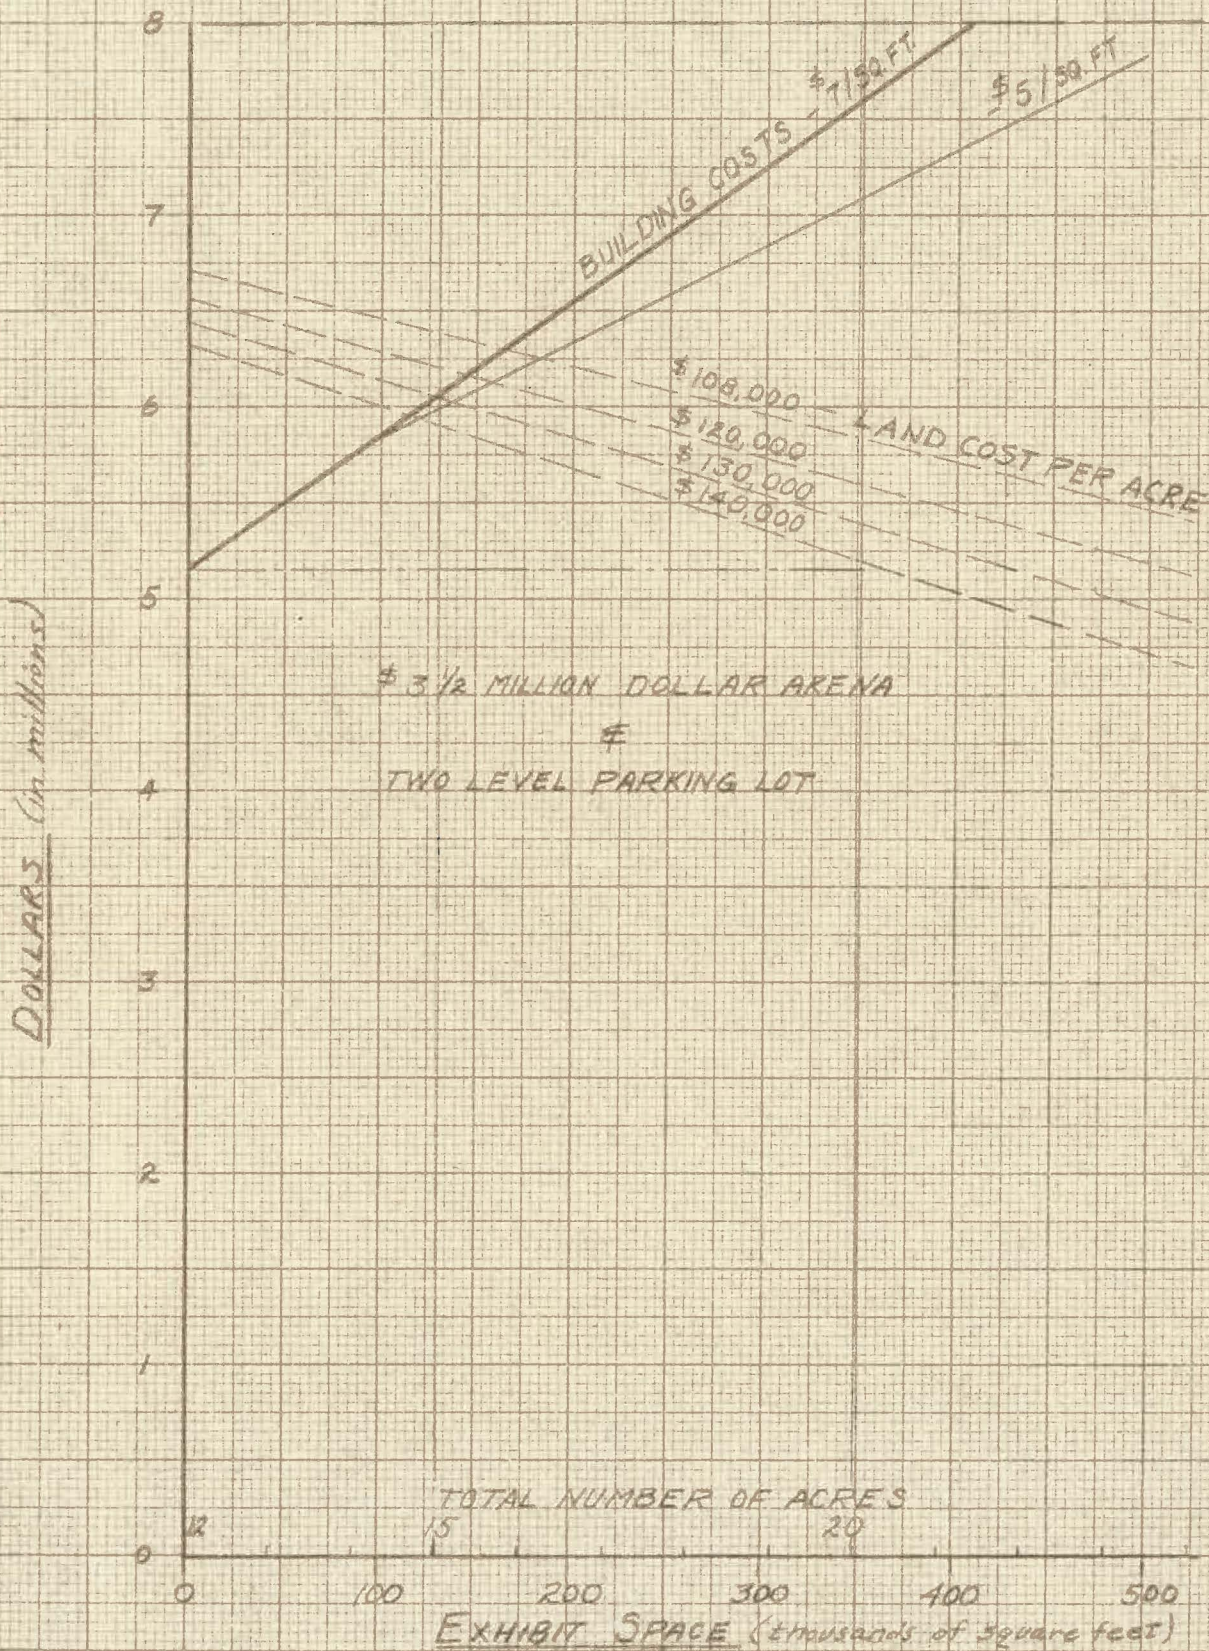 8
7
6
5
4
3
2
1
0
DOLLARS (in millions)
BUILDING COSTS - $7/SQ.FT.
$5/SQ.FT
$108,000 - LAND COST PER ACRE
$120,000
$130,000
$140,000
$3 1/2 MILLION DOLLAR ARENA
&
TWO LEVEL PARKING LOT
TOTAL NUMBER OF ACRES
12 15 20
0 100 200 300 400 500
EXHIBIT SPACE (thousands of square feet)